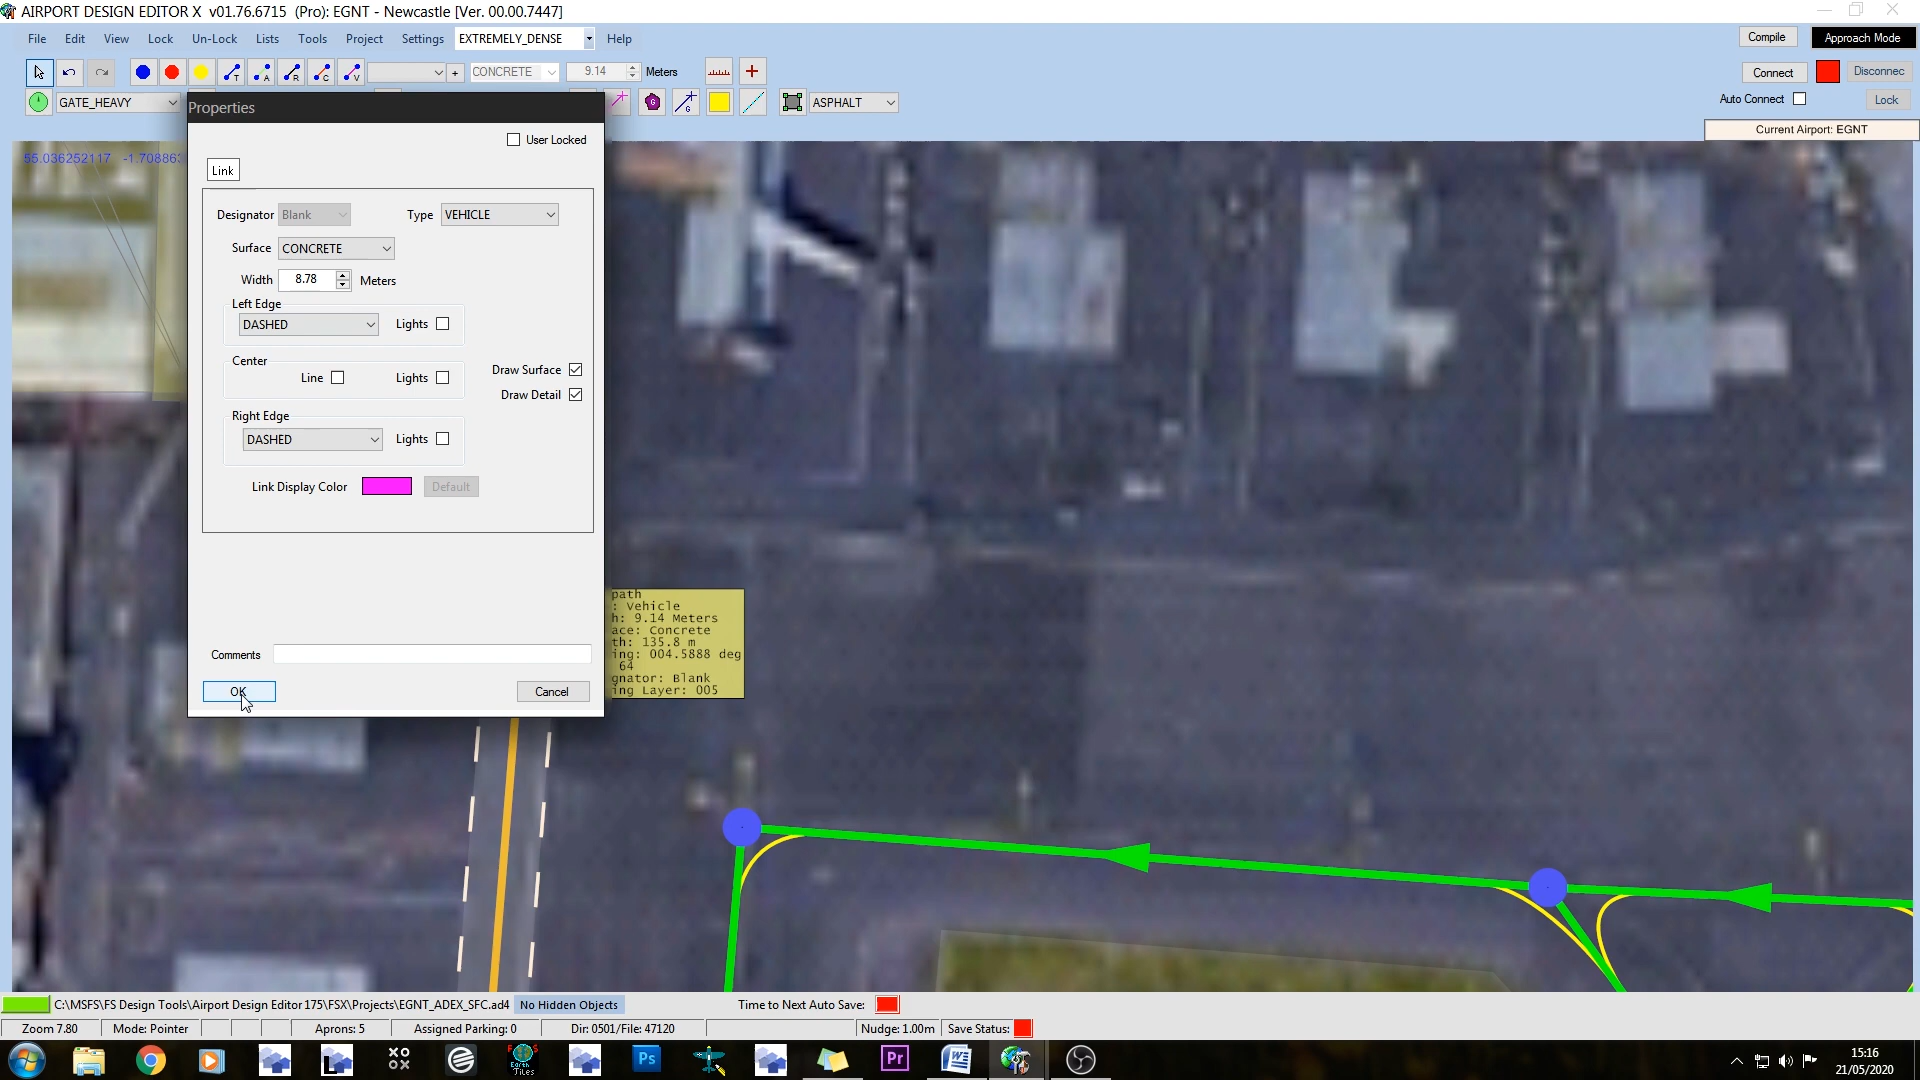 AIRPORT DESIGN EDITOR X v01.76.6715 (Pro): EGNT - Newcastle [Ver. 00.00.7447]
File Edit View Lock Un-Lock Lists Tools Project Settings EXTREMELY_DENSE Help
Compile Approach Mode
CONCRETE 9.14 Meters
Connect Disconnec
GATE_HEAVY ASPHALT
Auto Connect Lock
Current Airport: EGNT
Properties
User Locked
Link
Designator Blank Type VEHICLE
Surface CONCRETE
Width 8.78 Meters
Left Edge
DASHED Lights
Center
Line Lights
Draw Surface
Draw Detail
Right Edge
DASHED Lights
Link Display Color Default
Comments
OK Cancel
55.036252117 -1.70886
path
: Vehicle
h: 9.14 Meters
ace: Concrete
th: 135.8 m
ing: 004.5888 deg
64
gnator: Blank
ing Layer: 005
C:\MSFS\FS Design Tools\Airport Design Editor 175\FSX\Projects\EGNT_ADEX_SFC.ad4 No Hidden Objects Time to Next Auto Save:
Zoom 7.80 Mode: Pointer Aprons: 5 Assigned Parking: 0 Dir: 0501/File: 47120 Nudge: 1.00m Save Status:
15:16
21/05/2020